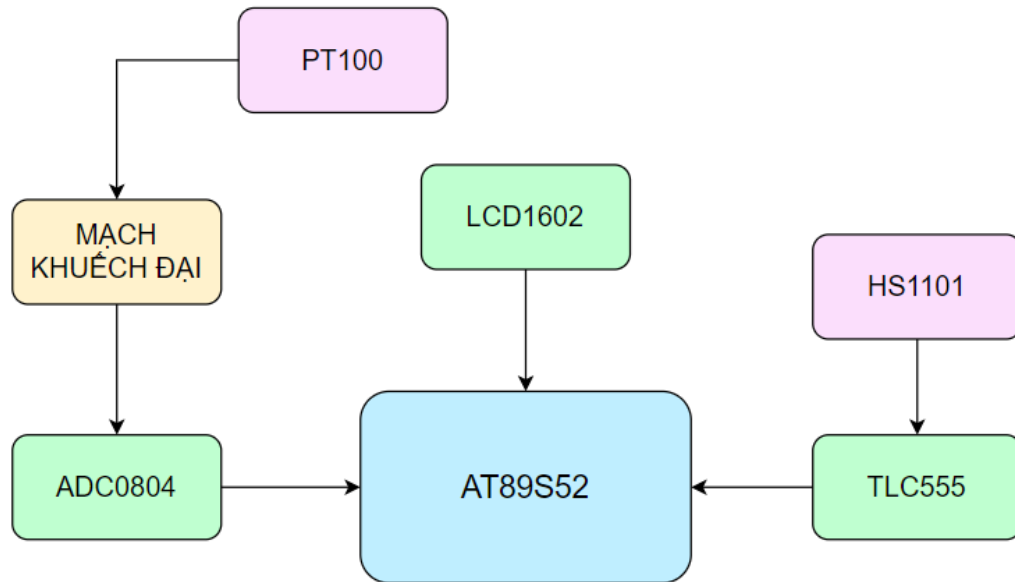 PT100
MẠCH
KHUẾCH ĐẠI
LCD1602
HS1101
ADC0804
AT89S52
TLC555